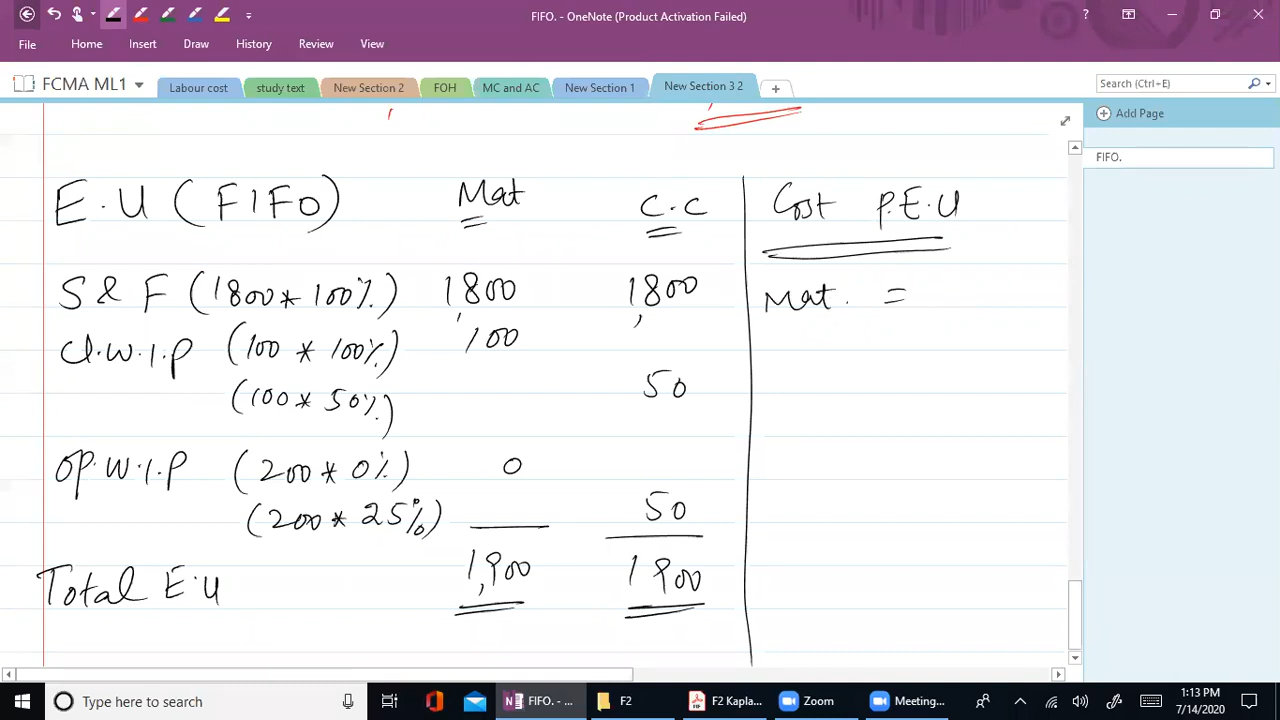 FIFO. - OneNote (Product Activation Failed)
File Home Insert Draw History Review View
FCMA ML1
Labour cost study text New Section 2 FOH MC and AC New Section 1 New Section 3 2
Search (Ctrl+E)
Add Page
FIFO.
E.U (FIFO) Mat C.C Cost P.E.U
S & F (1800*100%) 1,800 1,800 Mat. =
Cl.W.I.P (100 * 100%) 100
(100 * 50%) 50
OP.W.I.P (200 * 0%) 0
(200 * 25%) 50
Total E.U 1,900 1900
Type here to search
FIFO. - ...
F2
F2 Kapla...
Zoom
Meeting...
1:13 PM
7/14/2020